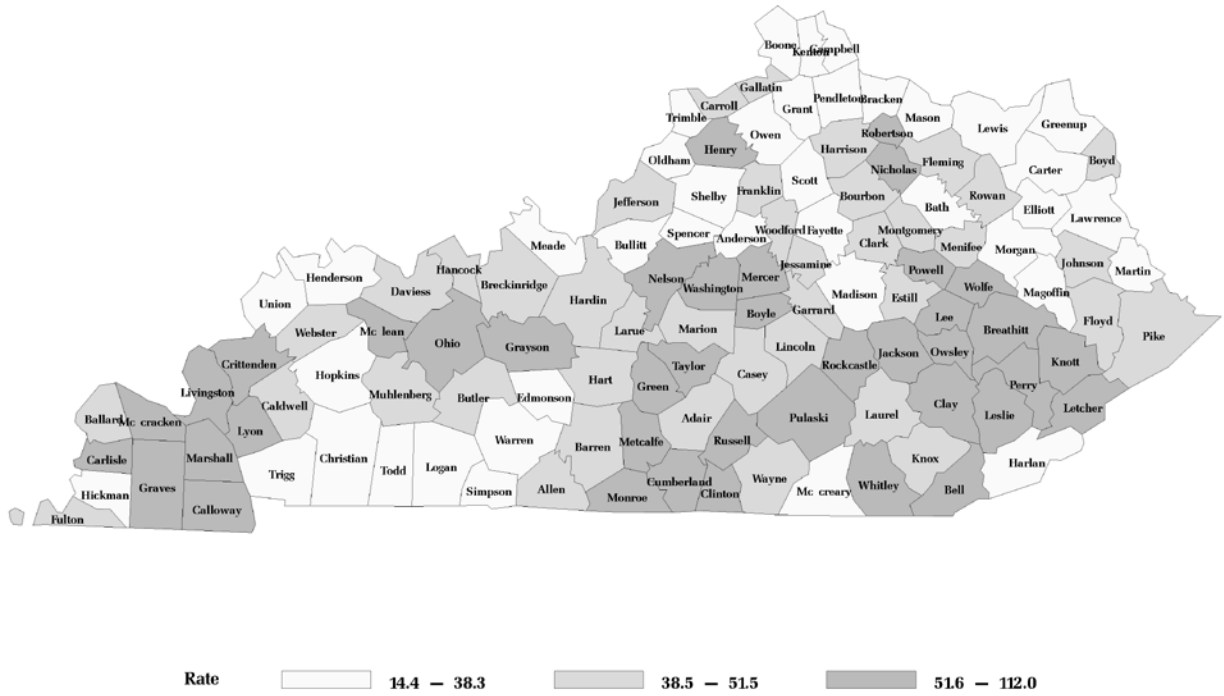 Boone
Kenton
Campbell
Gallatin
Carroll
Grant
Pendleton
Bracken
Trimble
Mason
Owen
Lewis
Greenup
Robertson
Henry
Harrison
Oldham
Fleming
Boyd
Nicholas
Carter
Scott
Shelby
Franklin
Bourbon
Rowan
Jefferson
Bath
Elliott
Lawrence
Spencer
Anderson
Woodford
Fayette
Montgomery
Clark
Meade
Bullitt
Menifee
Morgan
Johnson
Martin
Jessamine
Hancock
Powell
Henderson
Nelson
Mercer
Breckinridge
Washington
Wolfe
Daviess
Madison
Magoffin
Estill
Union
Hardin
Garrard
Boyle
Lee
Floyd
Webster
Mc lean
Larue
Marion
Breathitt
Pike
Ohio
Grayson
Lincoln
Jackson
Owsley
Crittenden
Taylor
Rockcastle
Knott
Hopkins
Casey
Hart
Green
Perry
Livingston
Muhlenberg
Butler
Edmonson
Caldwell
Clay
Letcher
Ballard
Mc cracken
Adair
Pulaski
Laurel
Leslie
Lyon
Warren
Metcalfe
Russell
Barren
Carlisle
Marshall
Christian
Knox
Harlan
Trigg
Todd
Logan
Wayne
Cumberland
Graves
Hickman
Simpson
Allen
Monroe
Clinton
Mc creary
Whitley
Bell
Calloway
Fulton
Rate
14.4 — 38.3
38.5 — 51.5
51.6 — 112.0